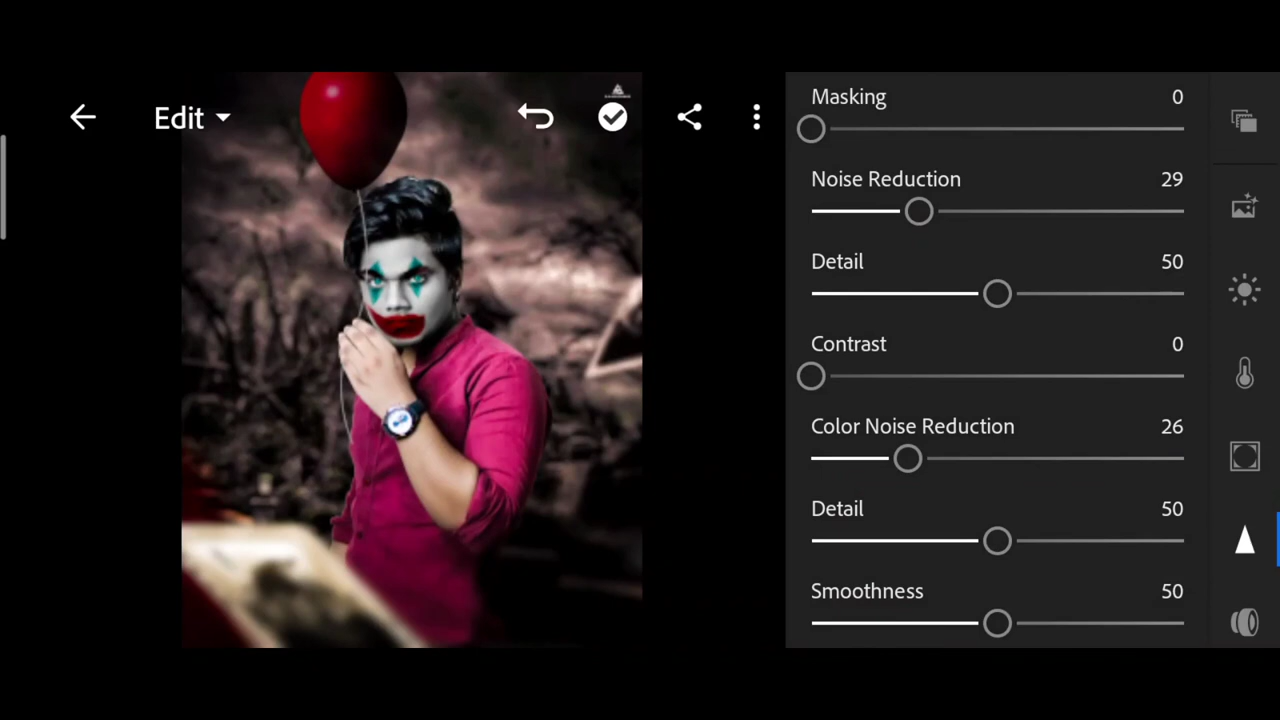 Edit
Masking 0
Noise Reduction 29
Detail 50
Contrast 0
Color Noise Reduction 26
Detail 50
Smoothness 50